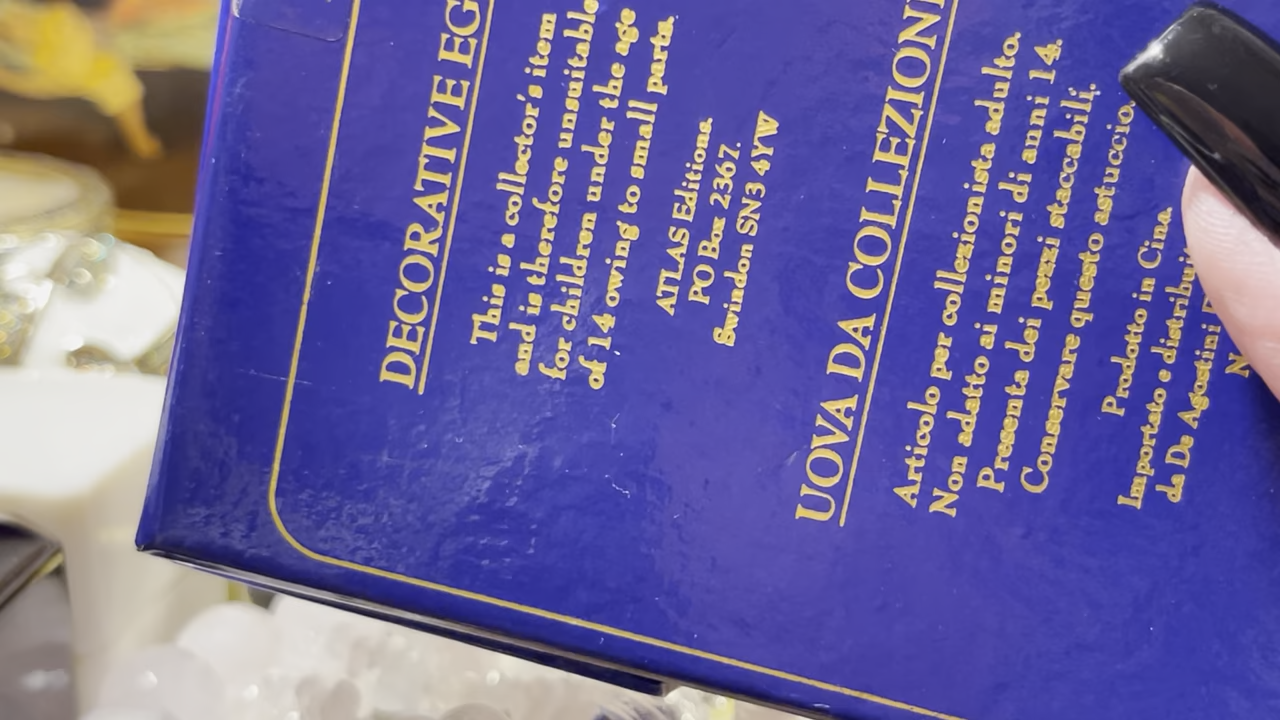 DECORATIVE EG
This is a collector's item
and is therefore unsuitable
for children under the age
of 14 owing to small parts.
ATLAS Editions.
PO Box 2367.
Swindon SN3 4YW
UOVA DA COLLEZION
Articolo per collezionista adulto.
Non adatto ai minori di anni 14.
Presenta dei pezzi staccabili.
Conservare questo astuccio.
Prodotto in Cina.
Importato e distribui
da De Agostini
N